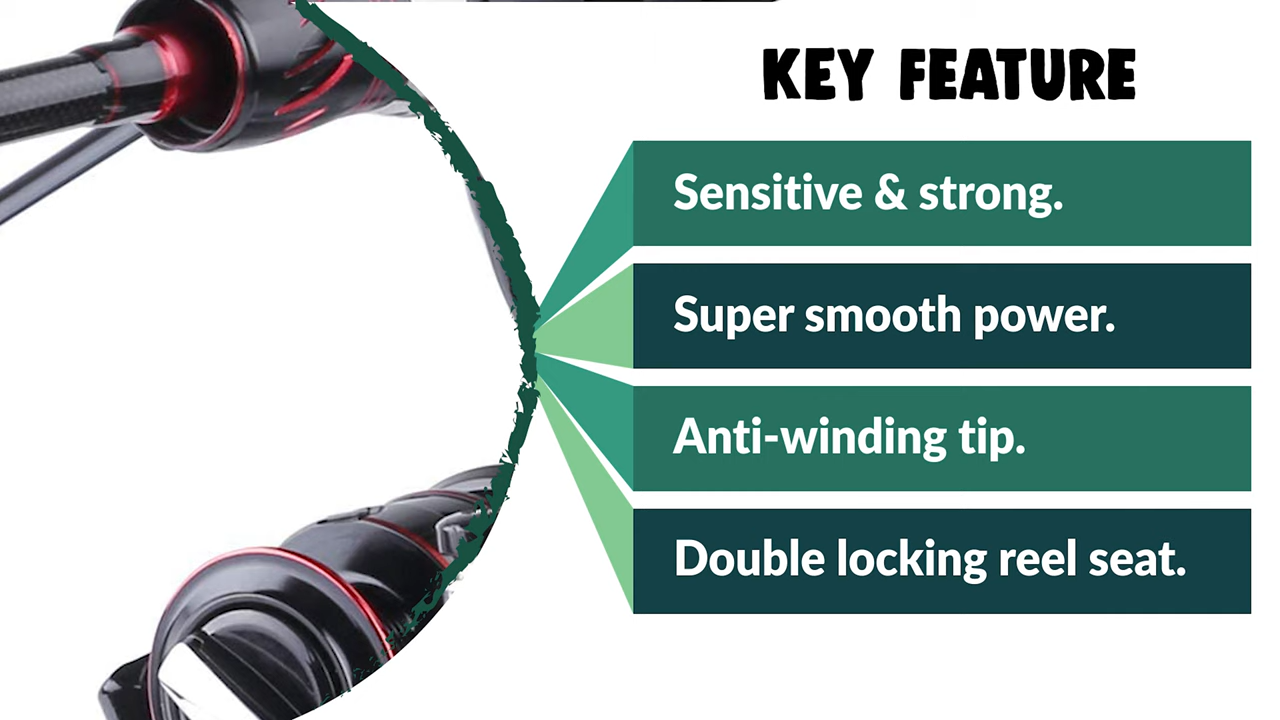 KEY FEATURE
Sensitive & strong.
Super smooth power.
Anti-winding tip.
Double locking reel seat.